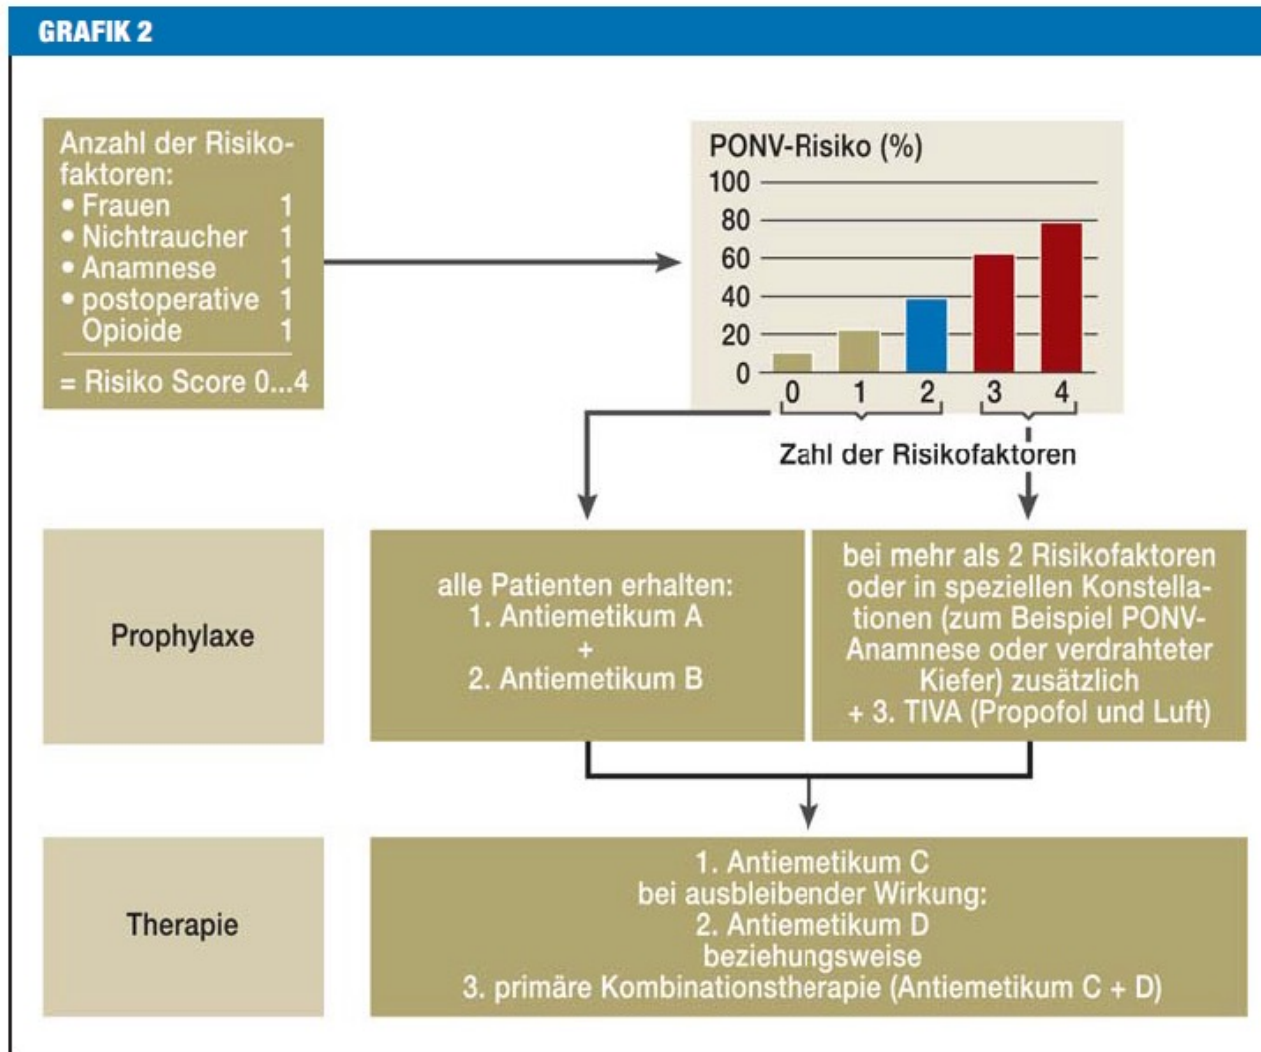 GRAFIK 2
Anzahl der Risiko-
faktoren:
• Frauen 1
• Nichtraucher 1
• Anamnese 1
• postoperative 1
Opioide 1
= Risiko Score 0...4
PONV-Risiko (%)
100
80
60
40
20
0
0 1 2 3 4
Zahl der Risikofaktoren
Prophylaxe
alle Patienten erhalten:
1. Antiemetikum A
+
2. Antiemetikum B
bei mehr als 2 Risikofaktoren
oder in speziellen Konstella-
tionen (zum Beispiel PONV-
Anamnese oder verdrahteter
Kiefer) zusätzlich
+ 3. TIVA (Propofol und Luft)
Therapie
1. Antiemetikum C
bei ausbleibender Wirkung:
2. Antiemetikum D
beziehungsweise
3. primäre Kombinationstherapie (Antiemetikum C + D)